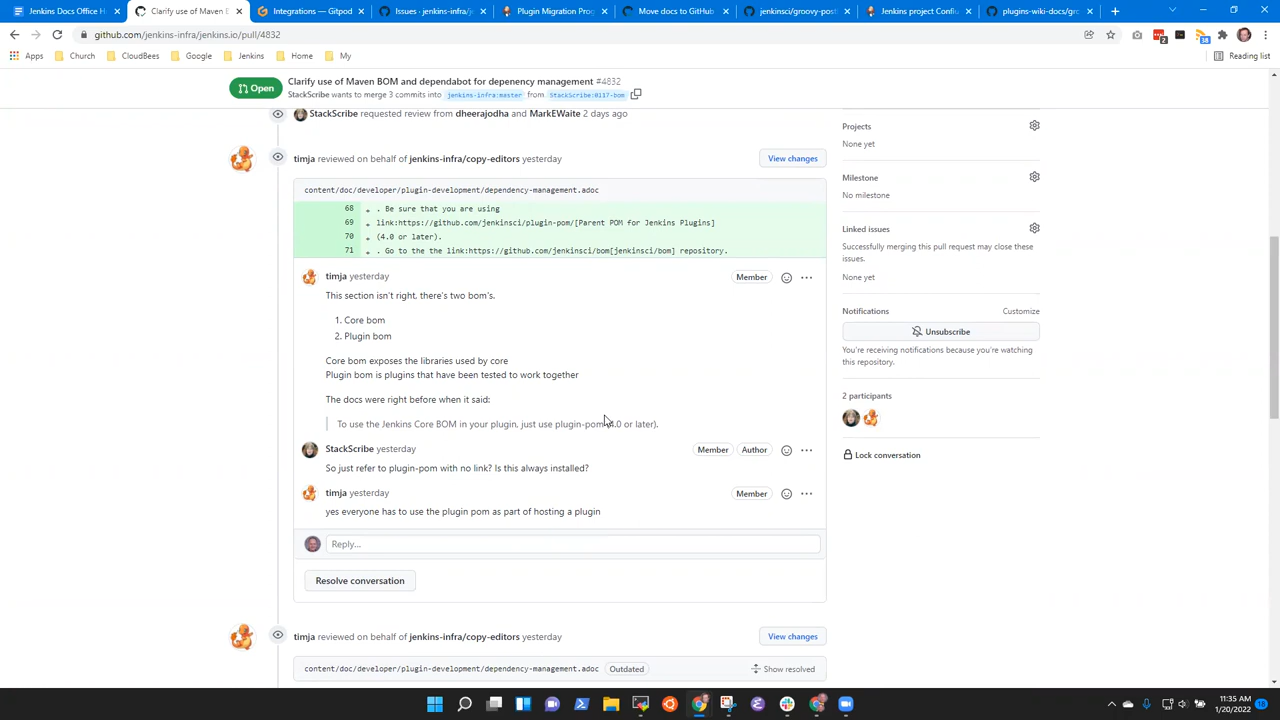 Jenkins Docs Office H
Clarify use of Maven B
Integrations — Gitpod
Issues · jenkins-infra/je
Plugin Migration Prog
Move docs to GitHub
jenkinsci/groovy-post
Jenkins project Conflu
plugins-wiki-docs/gro
github.com/jenkins-infra/jenkins.io/pull/4832
Apps
Church
CloudBees
Google
Jenkins
Home
My
Reading list
Open
Clarify use of Maven BOM and dependabot for depenency management #4832
StackScribe wants to merge 3 commits into jenkins-infra:master from StackScribe:0117-bom
StackScribe requested review from dheerajodha and MarkEWaite 2 days ago
timja reviewed on behalf of jenkins-infra/copy-editors yesterday
View changes
content/doc/developer/plugin-development/dependency-management.adoc
68 + . Be sure that you are using
69 + link:https://github.com/jenkinsci/plugin-pom/[Parent POM for Jenkins Plugins]
70 + (4.0 or later).
71 + . Go to the the link:https://github.com/jenkinsci/bom[jenkinsci/bom] repository.
timja yesterday
Member
This section isn't right, there's two bom's.
1. Core bom
2. Plugin bom
Core bom exposes the libraries used by core
Plugin bom is plugins that have been tested to work together
The docs were right before when it said:
To use the Jenkins Core BOM in your plugin, just use plugin-pom (4.0 or later).
StackScribe yesterday
Member
Author
So just refer to plugin-pom with no link? Is this always installed?
timja yesterday
Member
yes everyone has to use the plugin pom as part of hosting a plugin
Reply...
Resolve conversation
timja reviewed on behalf of jenkins-infra/copy-editors yesterday
View changes
content/doc/developer/plugin-development/dependency-management.adoc
Outdated
Show resolved
Projects
None yet
Milestone
No milestone
Linked issues
Successfully merging this pull request may close these
issues.
None yet
Notifications
Customize
Unsubscribe
You're receiving notifications because you're watching
this repository.
2 participants
Lock conversation
11:35 AM
1/20/2022